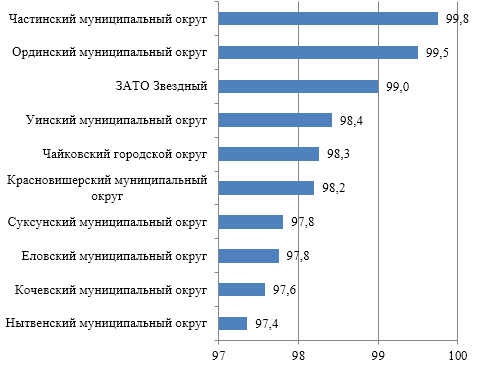 Частинский муниципальный округ 99,8
Ординский муниципальный округ 99,5
ЗАТО Звездный 99,0
Уинский муниципальный округ 98,4
Чайковский городской округ 98,3
Красновишерский муниципальный
округ 98,2
Суксунский муниципальный округ 97,8
Еловский муниципальный округ 97,8
Кочевский муниципальный округ 97,6
Нытвенский муниципальный округ 97,4
97 98 99 100